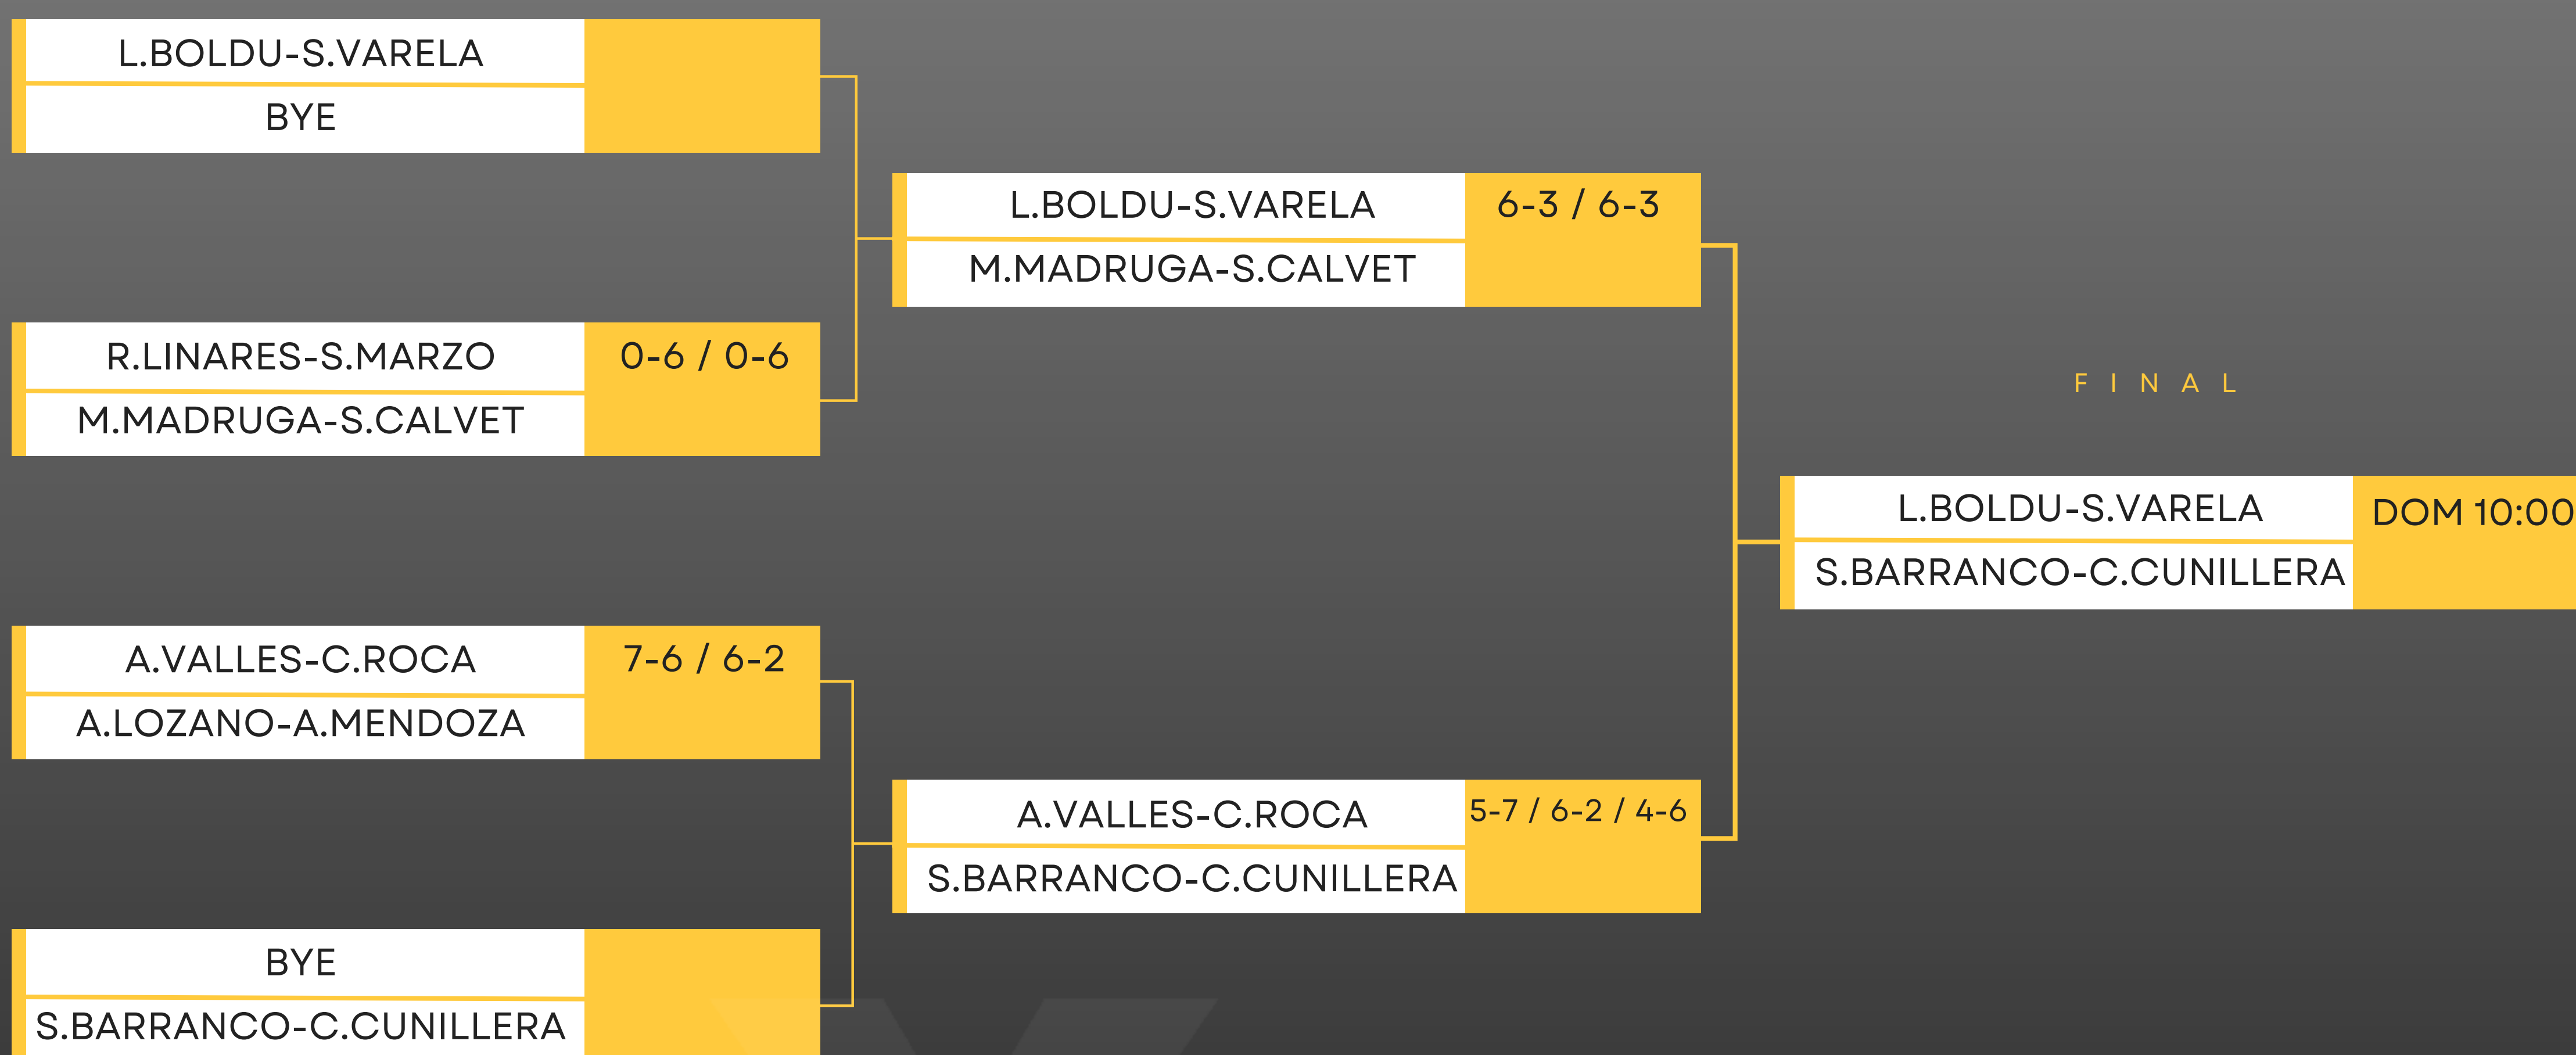 L.BOLDU-S.VARELA
BYE
R.LINARES-S.MARZO 0-6 / 0-6
M.MADRUGA-S.CALVET
A.VALLES-C.ROCA 7-6 / 6-2
A.LOZANO-A.MENDOZA
BYE
S.BARRANCO-C.CUNILLERA
L.BOLDU-S.VARELA 6-3 / 6-3
M.MADRUGA-S.CALVET
A.VALLES-C.ROCA 5-7 / 6-2 / 4-6
S.BARRANCO-C.CUNILLERA
FINAL
L.BOLDU-S.VARELA DOM 10:00
S.BARRANCO-C.CUNILLERA